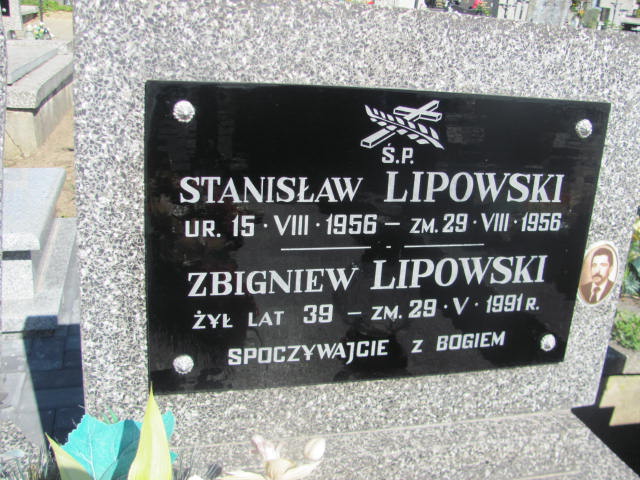 Ś.P.
STANISŁAW LIPOWSKI
UR. 15 · VIII · 1956 – ZM. 29 · VIII · 1956
ZBIGNIEW LIPOWSKI
ŻYŁ LAT 39 – ZM. 29 · V · 1991 R.
SPOCZYWAJCIE Z BOGIEM